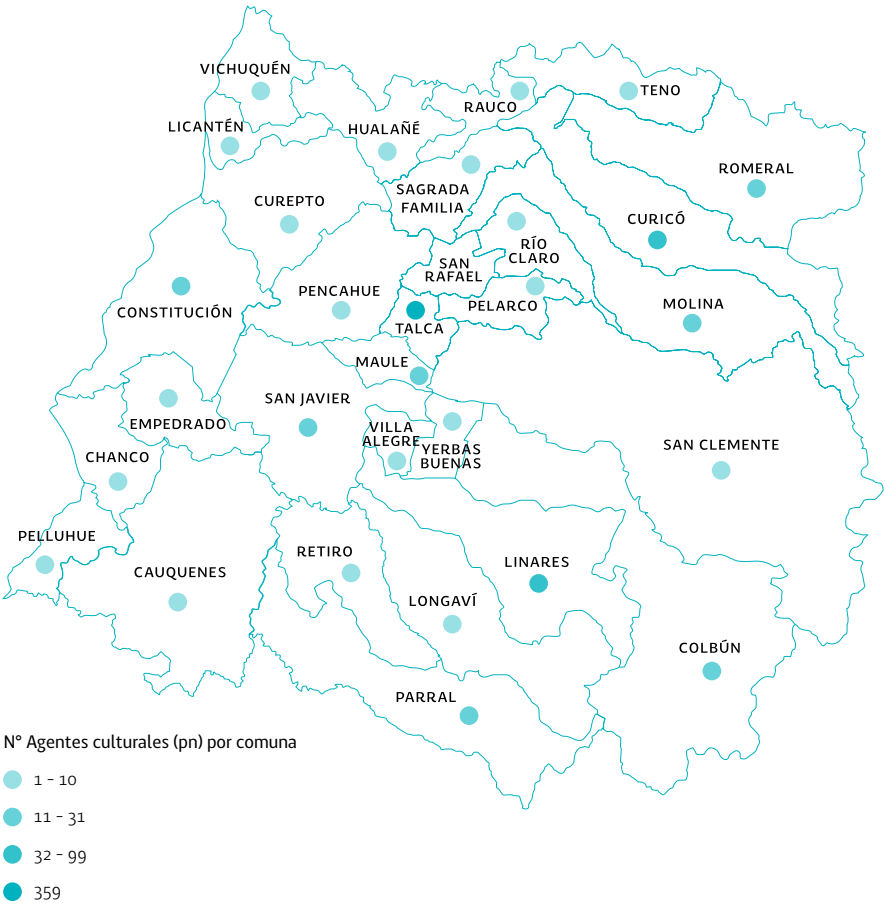 VICHUQUÉN
TENO
RAUCO
LICANTÉN
HUALAÑÉ
ROMERAL
SAGRADA
FAMILIA
CUREPTO
CURICÓ
RÍO
CLARO
SAN
RAFAEL
PENCAHUE
PELARCO
MOLINA
CONSTITUCIÓN
TALCA
MAULE
SAN JAVIER
EMPEDRADO
VILLA
ALEGRE
YERBAS
BUENAS
SAN CLEMENTE
CHANCO
PELLUHUE
RETIRO
LINARES
CAUQUENES
LONGAVÍ
COLBÚN
PARRAL
N° Agentes culturales (pn) por comuna
1 - 10
11 - 31
32 - 99
359